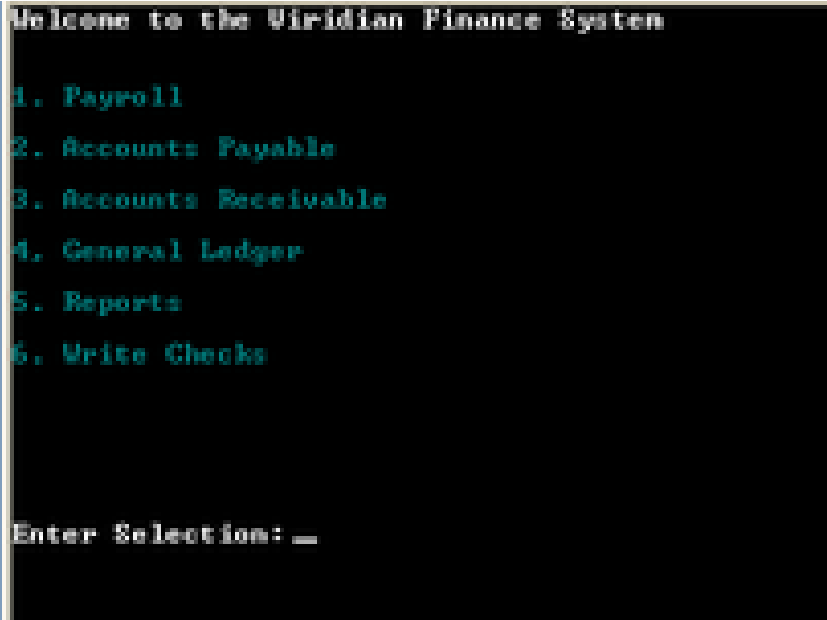 Welcome to the Viridian Finance System
1. Payroll
2. Accounts Payable
3. Accounts Receivable
4. General Ledger
5. Reports
6. Write Checks
Enter Selection: